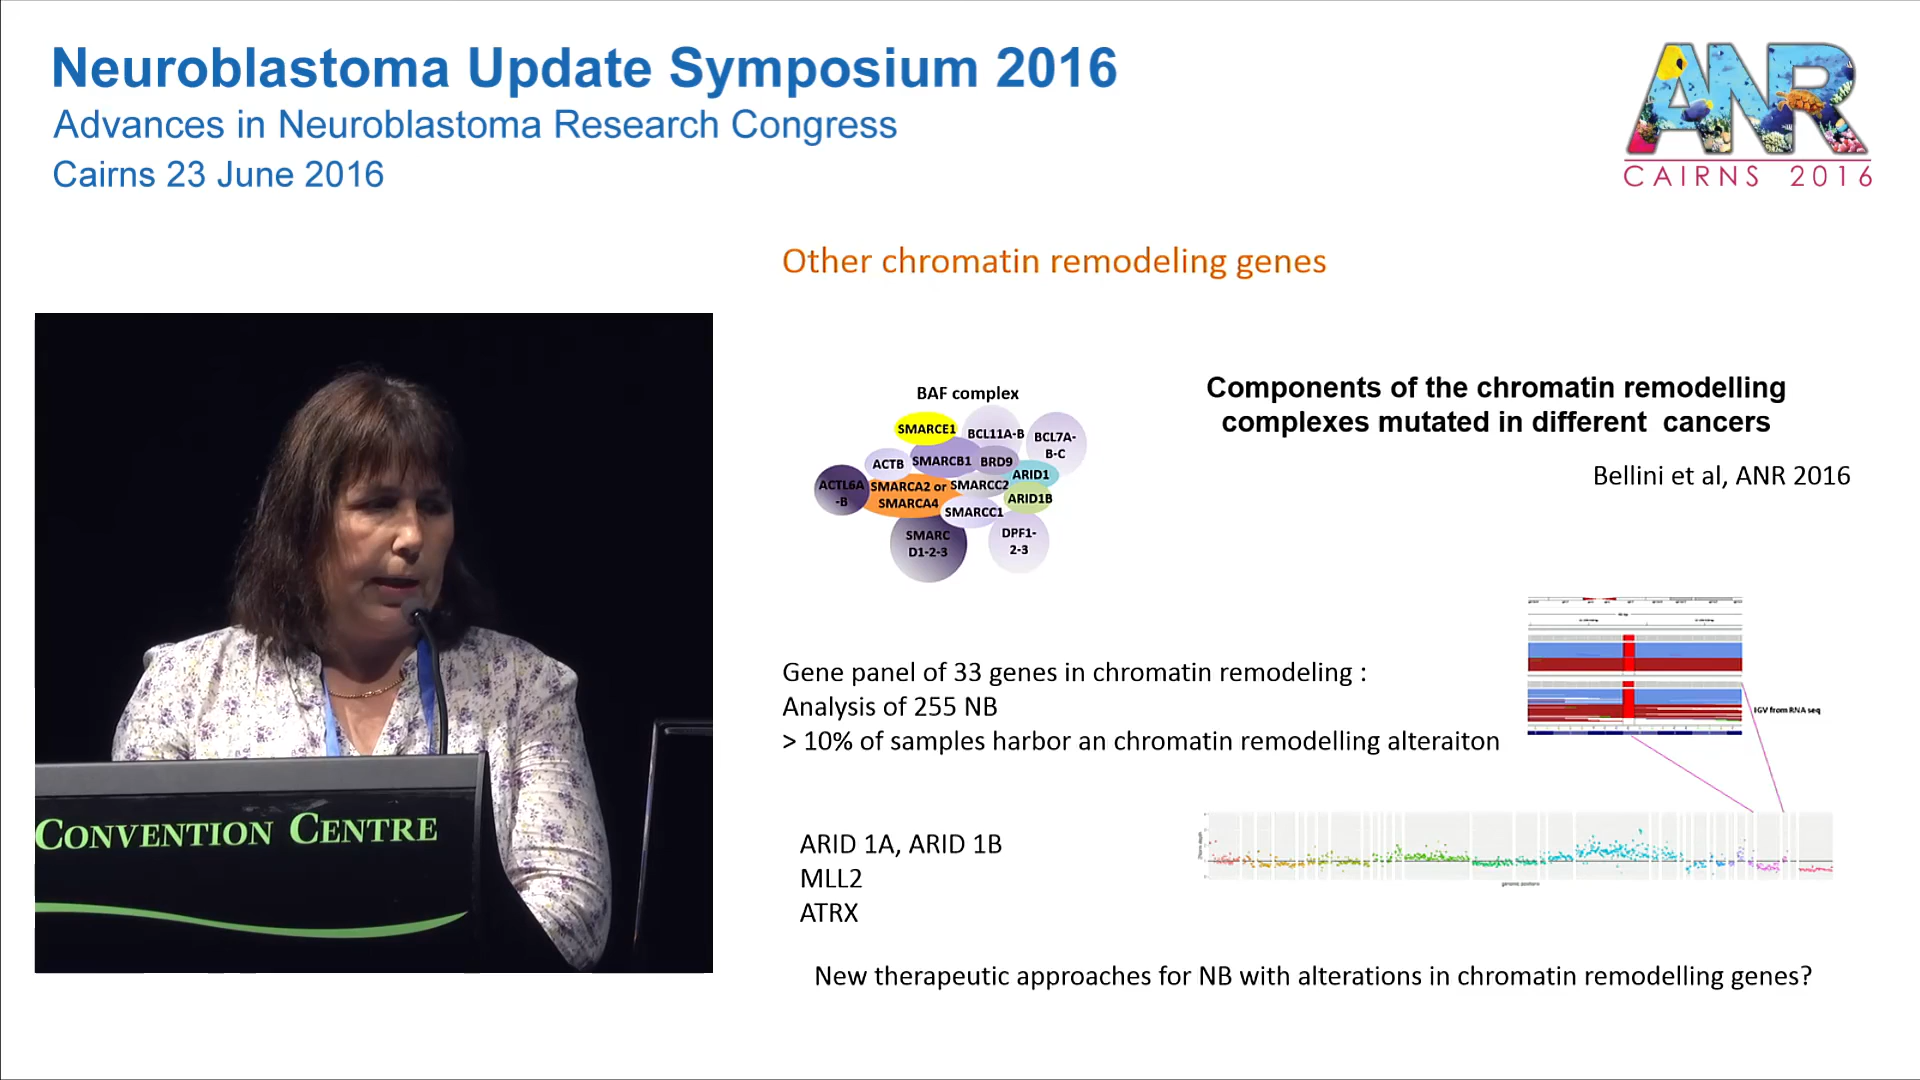 Neuroblastoma Update Symposium 2016
Advances in Neuroblastoma Research Congress
Cairns 23 June 2016
ANR
CAIRNS 2016
Other chromatin remodeling genes
BAF complex
SMARCE1
BCL11A-B
BCL7A-
B-C
ACTB
SMARCB1
BRD9
ARID1
ACTL6A
-B
SMARCA2 or
SMARCA4
SMARCC2
ARID1B
SMARCC1
SMARC
D1-2-3
DPF1-
2-3
Components of the chromatin remodelling
complexes mutated in different cancers
Bellini et al, ANR 2016
Gene panel of 33 genes in chromatin remodeling :
Analysis of 255 NB
> 10% of samples harbor an chromatin remodelling alteraiton
IGV from RNA seq
ARID 1A, ARID 1B
MLL2
ATRX
New therapeutic approaches for NB with alterations in chromatin remodelling genes?
CONVENTION CENTRE